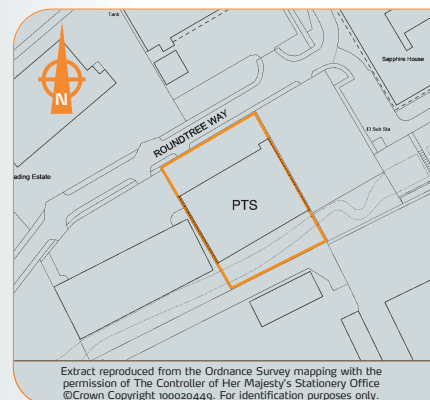 Tank
Sapphire House
N
ROUNDTREE WAY
El Sub Sta
ading Estate
PTS
Extract reproduced from the Ordnance Survey mapping with the
permission of The Controller of Her Majesty's Stationery Office
©Crown Copyright 100020449. For identification purposes only.